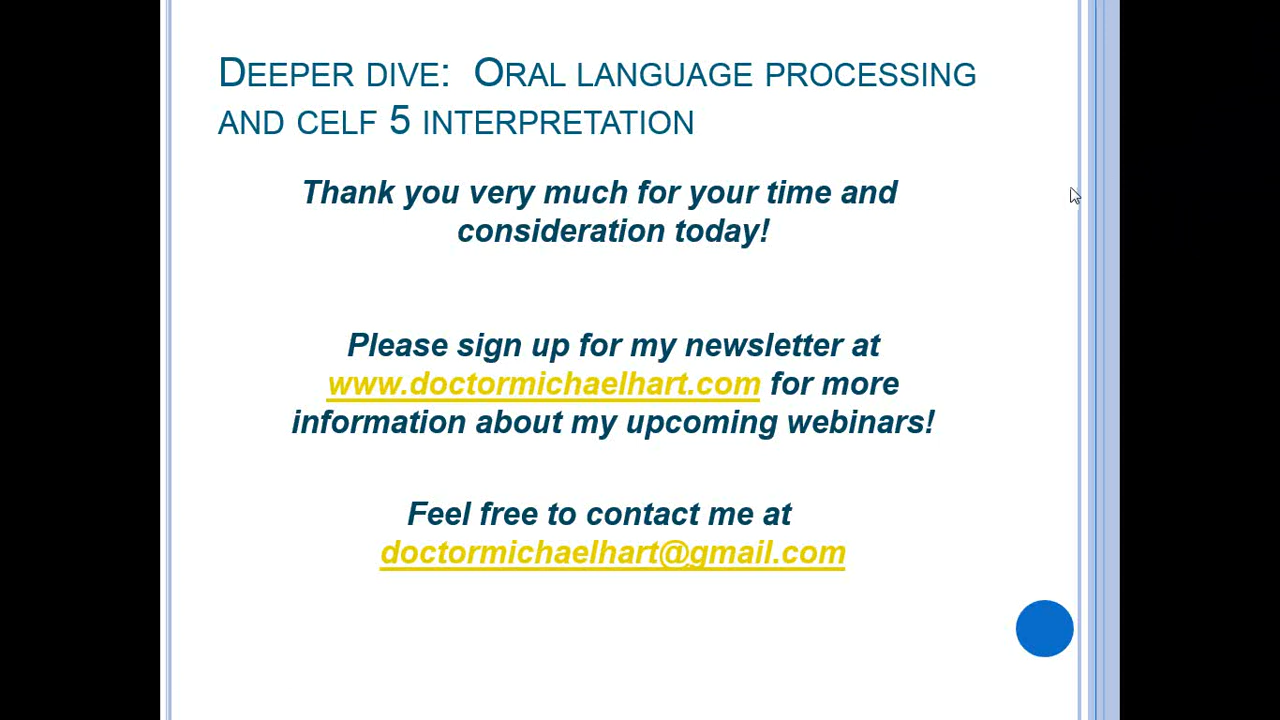 DEEPER DIVE: ORAL LANGUAGE PROCESSING
AND CELF 5 INTERPRETATION
Thank you very much for your time and
consideration today!
Please sign up for my newsletter at
www.doctormichaelhart.com for more
information about my upcoming webinars!
Feel free to contact me at
doctormichaelhart@gmail.com